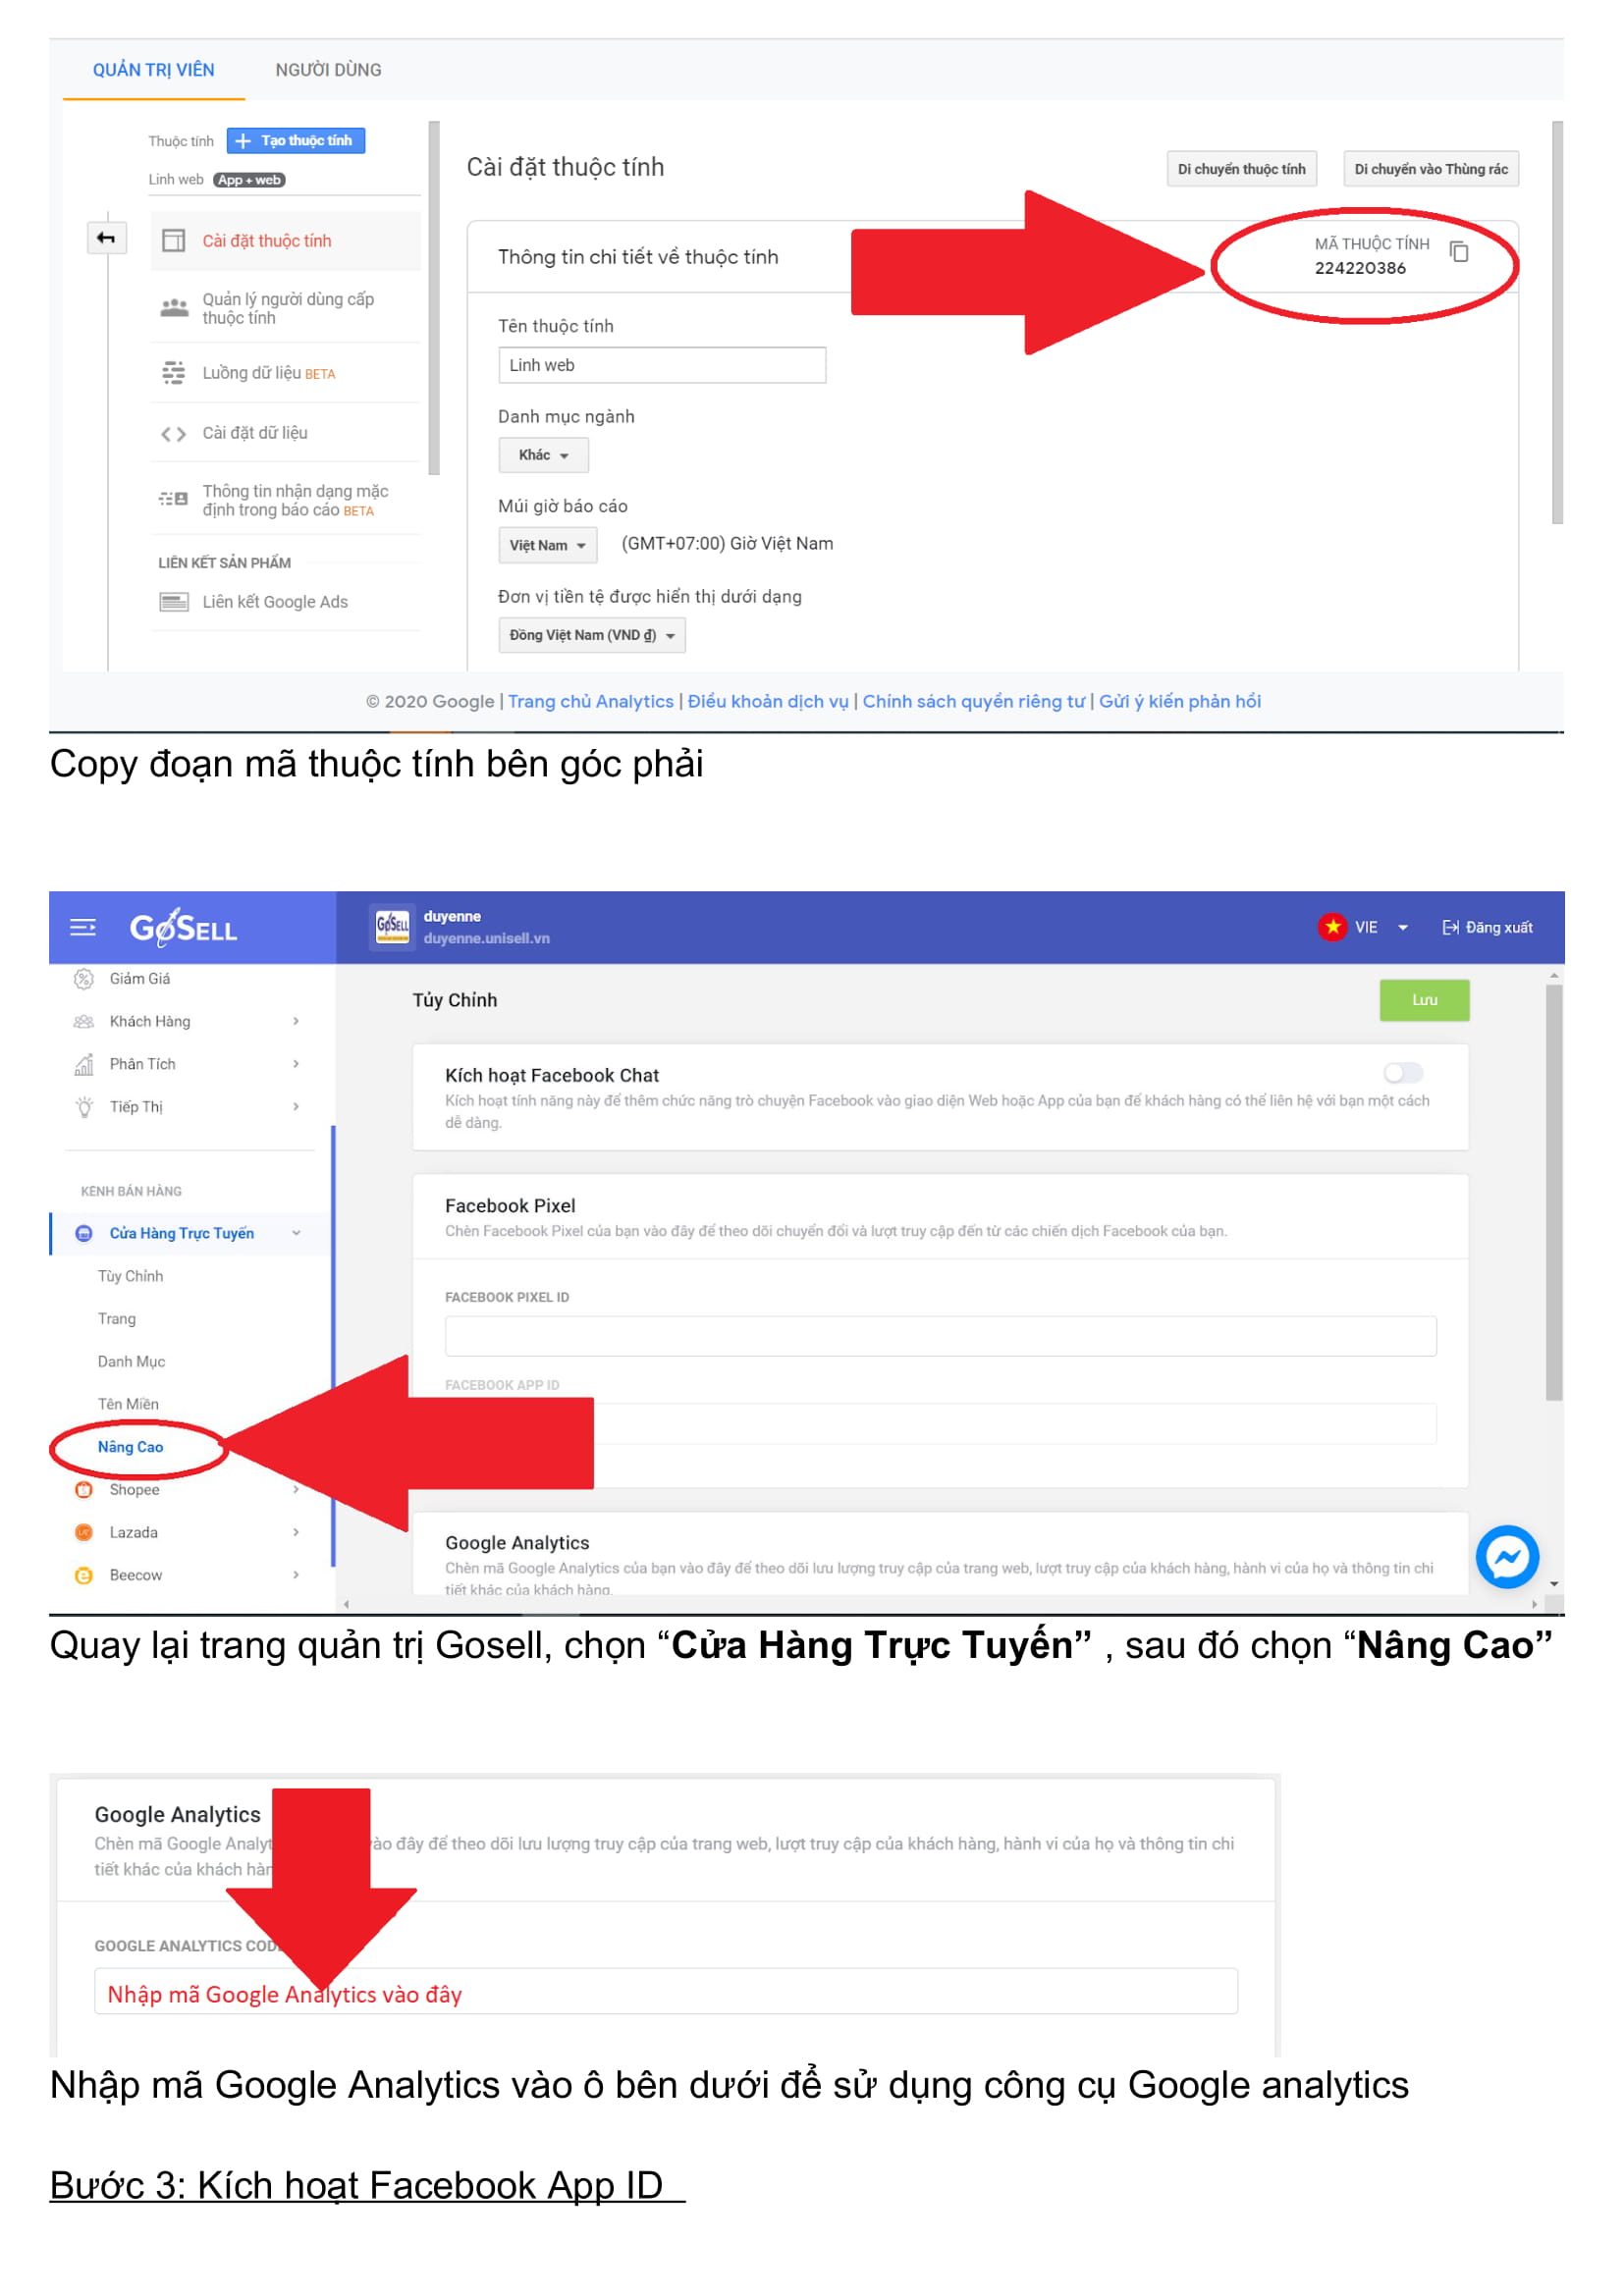 QUẢN TRỊ VIÊN NGƯỜI DÙNG
Thuộc tính + Tạo thuộc tính
Linh web App + web
Cài đặt thuộc tính
Di chuyển thuộc tính Di chuyển vào Thùng rác
Cài đặt thuộc tính
Quản lý người dùng cấp
thuộc tính
Luồng dữ liệu BETA
Cài đặt dữ liệu
Thông tin nhận dạng mặc
định trong báo cáo BETA
LIÊN KẾT SẢN PHẨM
Liên kết Google Ads
Thông tin chi tiết về thuộc tính
MÃ THUỘC TÍNH
224220386
Tên thuộc tính
Linh web
Danh mục ngành
Khác
Múi giờ báo cáo
Việt Nam (GMT+07:00) Giờ Việt Nam
Đơn vị tiền tệ được hiển thị dưới dạng
Đồng Việt Nam (VND ₫)
© 2020 Google | Trang chủ Analytics | Điều khoản dịch vụ | Chính sách quyền riêng tư | Gửi ý kiến phản hồi
Copy đoạn mã thuộc tính bên góc phải
GOSELL
GOSELL
duyenne
duyenne.unisell.vn
VIE
Đăng xuất
Giảm Giá
Khách Hàng
Phân Tích
Tiếp Thị
KÊNH BÁN HÀNG
Cửa Hàng Trực Tuyến
Tùy Chỉnh
Trang
Danh Mục
Tên Miền
Nâng Cao
Shopee
Lazada
Beecow
Tủy Chỉnh
Lưu
Kích hoạt Facebook Chat
Kích hoạt tính năng này để thêm chức năng trò chuyện Facebook vào giao diện Web hoặc App của bạn để khách hàng có thể liên hệ với bạn một cách
dễ dàng.
Facebook Pixel
Chèn Facebook Pixel của bạn vào đây để theo dõi chuyển đổi và lượt truy cập đến từ các chiến dịch Facebook của bạn.
FACEBOOK PIXEL ID
FACEBOOK APP ID
Google Analytics
Chèn mã Google Analytics của bạn vào đây để theo dõi lưu lượng truy cập của trang web, lượt truy cập của khách hàng, hành vi của họ và thông tin chi
tiết khác của khách hàng.
Quay lại trang quản trị Gosell, chọn “Cửa Hàng Trực Tuyến” , sau đó chọn “Nâng Cao”
Google Analytics
Chèn mã Google Analyt ào đây để theo dõi lưu lượng truy cập của trang web, lượt truy cập của khách hàng, hành vi của họ và thông tin chi
tiết khác của khách hàn
GOOGLE ANALYTICS CODE
Nhập mã Google Analytics vào đây
Nhập mã Google Analytics vào ô bên dưới để sử dụng công cụ Google analytics
Bước 3: Kích hoạt Facebook App ID